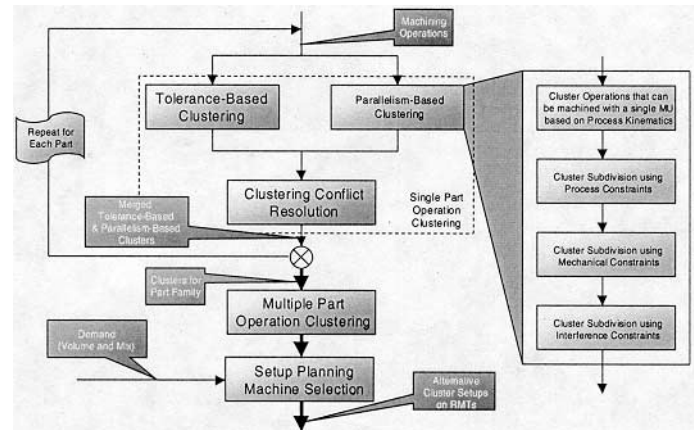 Machining
Operations
Tolerance-Based
Clustering
Parallelism-Based
Clustering
Repeat for
Each Part
Clustering Conflict
Resolution
Single Part
Operation
Clustering
Merged
Tolerance-Based
& Parallelism-Based
Clusters
Clusters for
Part Family
Multiple Part
Operation Clustering
Demand
(Volume and Mix)
Setup Planning
Machine Selection
Alternative
Cluster Setups
on RMTs
Cluster Operations that can
be machined with a single MU
based on Process Kinematics
Cluster Subdivision using
Process Constraints
Cluster Subdivision using
Mechanical Constraints
Cluster Subdivision using
Interference Constraints